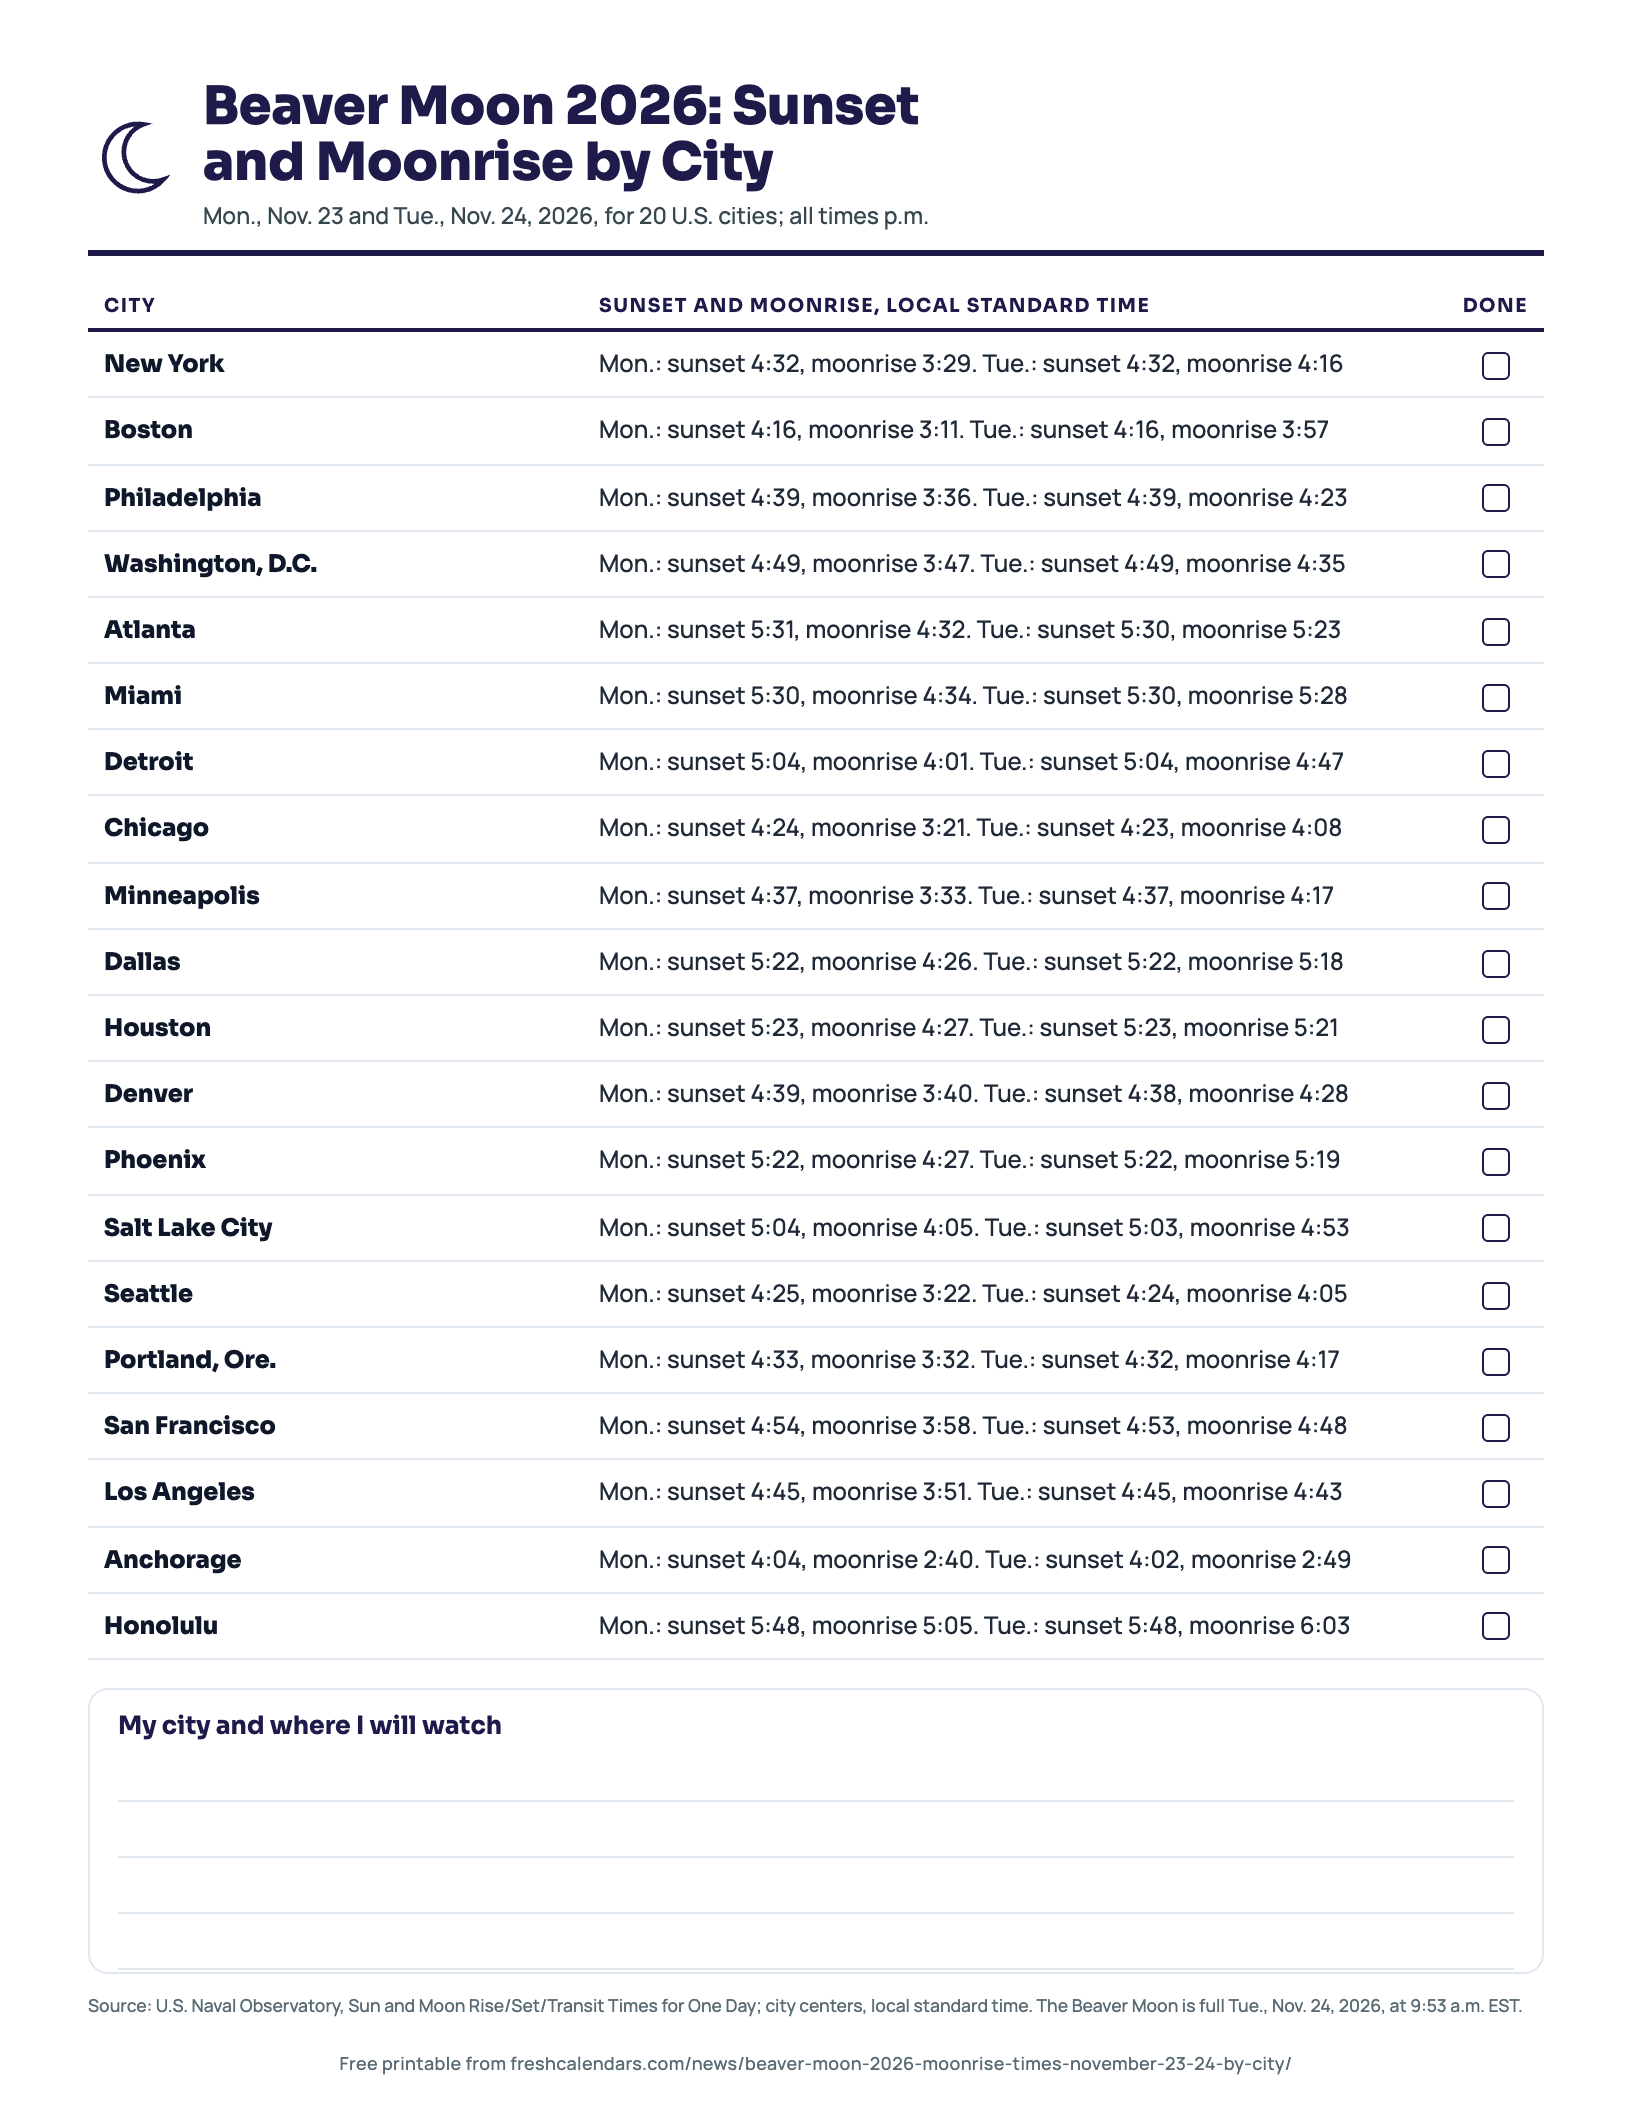 Beaver Moon 2026: Sunset
and Moonrise by City
Mon., Nov. 23 and Tue., Nov. 24, 2026, for 20 U.S. cities; all times p.m.
CITY SUNSET AND MOONRISE, LOCAL STANDARD TIME DONE
New York Mon.: sunset 4:32, moonrise 3:29. Tue.: sunset 4:32, moonrise 4:16
Boston Mon.: sunset 4:16, moonrise 3:11. Tue.: sunset 4:16, moonrise 3:57
Philadelphia Mon.: sunset 4:39, moonrise 3:36. Tue.: sunset 4:39, moonrise 4:23
Washington, D.C. Mon.: sunset 4:49, moonrise 3:47. Tue.: sunset 4:49, moonrise 4:35
Atlanta Mon.: sunset 5:31, moonrise 4:32. Tue.: sunset 5:30, moonrise 5:23
Miami Mon.: sunset 5:30, moonrise 4:34. Tue.: sunset 5:30, moonrise 5:28
Detroit Mon.: sunset 5:04, moonrise 4:01. Tue.: sunset 5:04, moonrise 4:47
Chicago Mon.: sunset 4:24, moonrise 3:21. Tue.: sunset 4:23, moonrise 4:08
Minneapolis Mon.: sunset 4:37, moonrise 3:33. Tue.: sunset 4:37, moonrise 4:17
Dallas Mon.: sunset 5:22, moonrise 4:26. Tue.: sunset 5:22, moonrise 5:18
Houston Mon.: sunset 5:23, moonrise 4:27. Tue.: sunset 5:23, moonrise 5:21
Denver Mon.: sunset 4:39, moonrise 3:40. Tue.: sunset 4:38, moonrise 4:28
Phoenix Mon.: sunset 5:22, moonrise 4:27. Tue.: sunset 5:22, moonrise 5:19
Salt Lake City Mon.: sunset 5:04, moonrise 4:05. Tue.: sunset 5:03, moonrise 4:53
Seattle Mon.: sunset 4:25, moonrise 3:22. Tue.: sunset 4:24, moonrise 4:05
Portland, Ore. Mon.: sunset 4:33, moonrise 3:32. Tue.: sunset 4:32, moonrise 4:17
San Francisco Mon.: sunset 4:54, moonrise 3:58. Tue.: sunset 4:53, moonrise 4:48
Los Angeles Mon.: sunset 4:45, moonrise 3:51. Tue.: sunset 4:45, moonrise 4:43
Anchorage Mon.: sunset 4:04, moonrise 2:40. Tue.: sunset 4:02, moonrise 2:49
Honolulu Mon.: sunset 5:48, moonrise 5:05. Tue.: sunset 5:48, moonrise 6:03
My city and where I will watch
Source: U.S. Naval Observatory, Sun and Moon Rise/Set/Transit Times for One Day; city centers, local standard time. The Beaver Moon is full Tue., Nov. 24, 2026, at 9:53 a.m. EST.
Free printable from freshcalendars.com/news/beaver-moon-2026-moonrise-times-november-23-24-by-city/